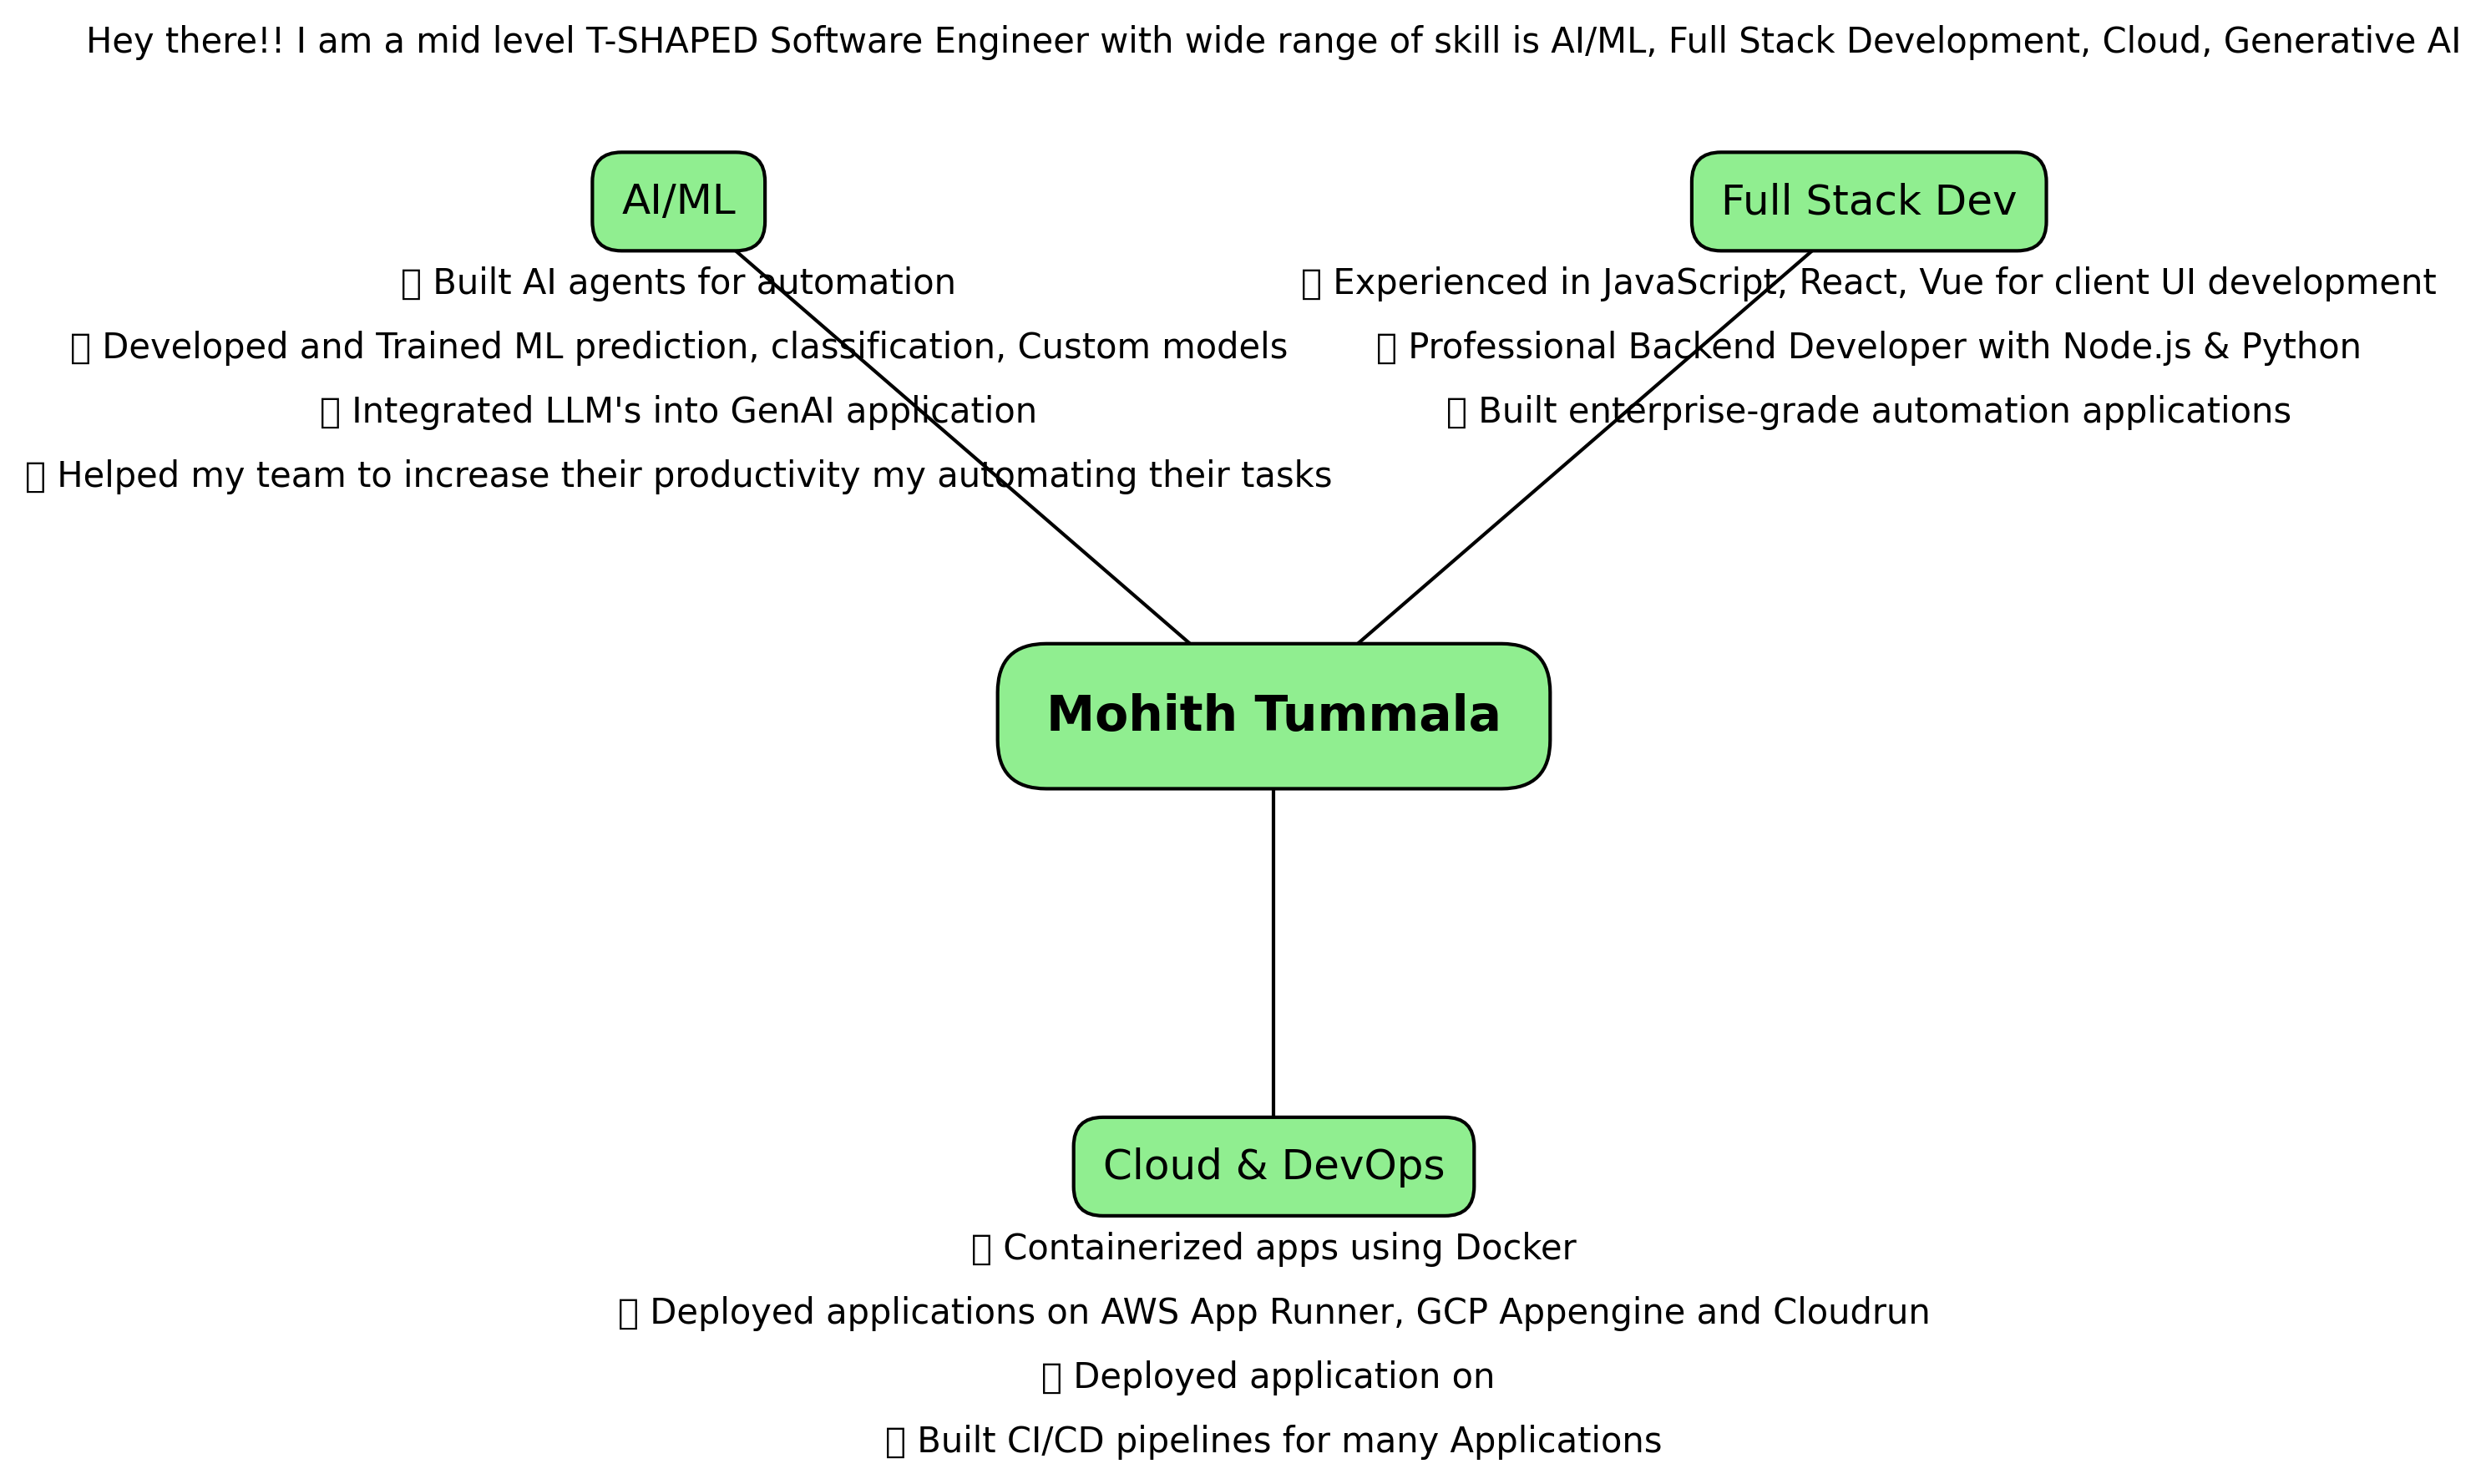 Hey there!! I am a mid level T-SHAPED Software Engineer with wide range of skill is AI/ML, Full Stack Development, Cloud, Generative AI
AI/ML
Built AI agents for automation
Developed and Trained ML prediction, classification, Custom models
Integrated LLM's into GenAI application
Helped my team to increase their productivity my automating their tasks
Full Stack Dev
Experienced in JavaScript, React, Vue for client UI development
Professional Backend Developer with Node.js & Python
Built enterprise-grade automation applications
Mohith Tummala
Cloud & DevOps
Containerized apps using Docker
Deployed applications on AWS App Runner, GCP Appengine and Cloudrun
Deployed application on
Built CI/CD pipelines for many Applications